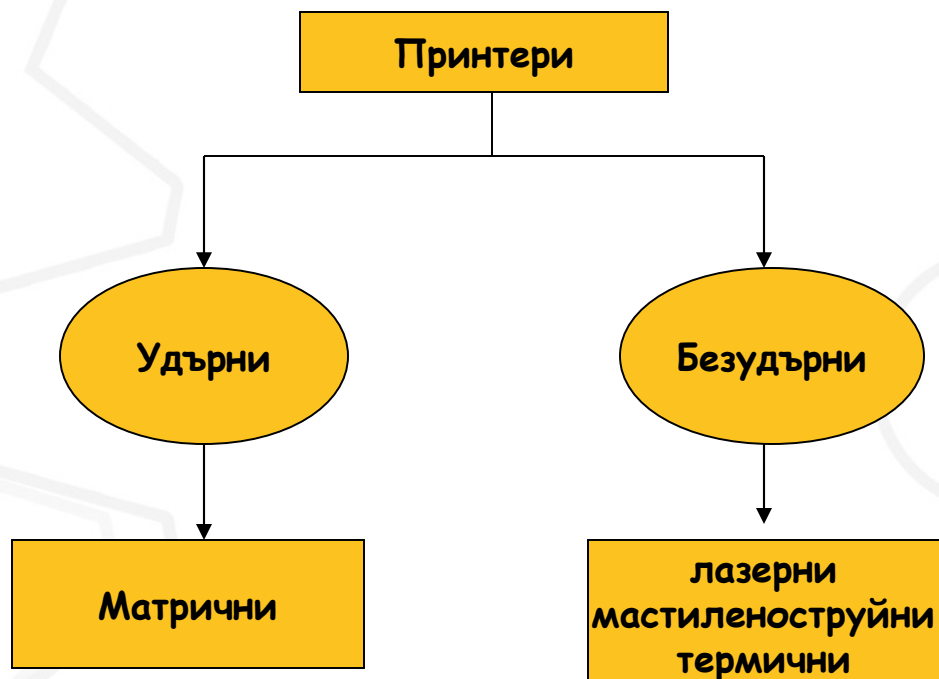 Принтери
Удърни
Безудърни
Матрични
лазерни
мастиленоструйни
термични